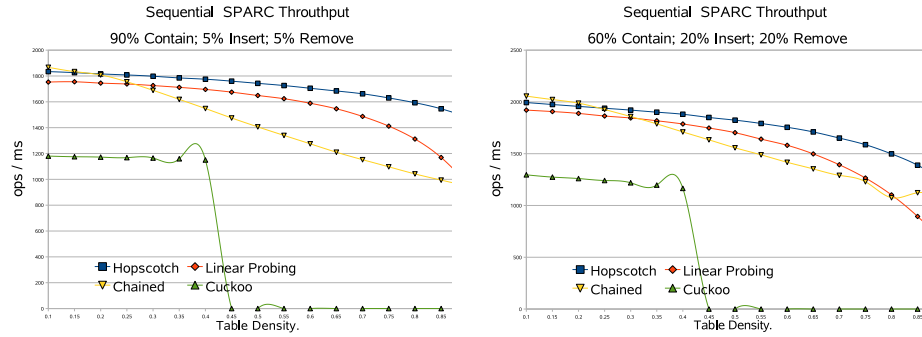 Sequential SPARC Throuthput
90% Contain; 5% Insert; 5% Remove
ops / ms
2000
1800
1600
1400
1200
1000
800
600
400
200
0
Hopscotch
Linear Probing
Chained
Cuckoo
0.1 0.15 0.2 0.25 0.3 0.35 0.4 0.45 0.5 0.55 0.6 0.65 0.7 0.75 0.8 0.85
Table Density.
Sequential SPARC Throuthput
60% Contain; 20% Insert; 20% Remove
ops / ms
2500
2000
1500
1000
500
0
Hopscotch
Linear Probing
Chained
Cuckoo
0.1 0.15 0.2 0.25 0.3 0.35 0.4 0.45 0.5 0.55 0.6 0.65 0.7 0.75 0.8 0.85
Table Density.